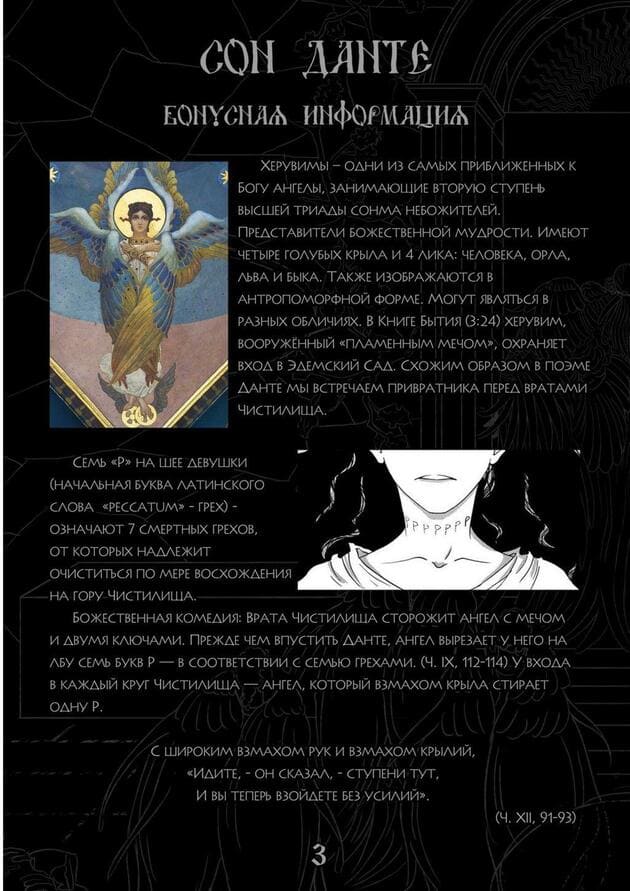 СОН ДАНТЕ
БОНУСНАЯ ИНФОРМАЦИЯ
Херувимы – одни из самых приближенных к
Богу ангелы, занимающие вторую ступень
высшей триады сонма небожителей.
Представители божественной мудрости. Имеют
четыре голубых крыла и 4 лика: человека, орла,
льва и быка. Также изображаются в
антропоморфной форме. Могут являться в
разных обличиях. В Книге Бытия (3:24) херувим,
вооружённый «пламенным мечом», охраняет
вход в Эдемский Сад. Схожим образом в поэме
Данте мы встречаем привратника перед вратами
Чистилища.
Семь «Р» на шее девушки
(начальная буква латинского
слова «peccatum» - грех) -
означают 7 смертных грехов,
от которых надлежит
очиститься по мере восхождения
на гору Чистилища.
P P P P P P P
Божественная комедия: Врата Чистилища сторожит ангел с мечом
и двумя ключами. Прежде чем впустить Данте, ангел вырезает у него на
лбу семь букв Р — в соответствии с семью грехами. (Ч. IX, 112-114) У входа
в каждый круг Чистилища — ангел, который взмахом крыла стирает
одну Р.
С широким взмахом рук и взмахом крылий,
«Идите, - он сказал, - ступени тут,
И вы теперь взойдете без усилий».
(Ч. XII, 91-93)
3